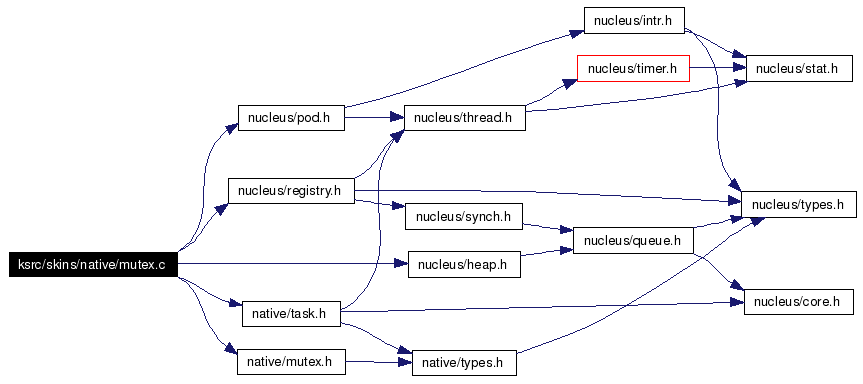 nucleus/intr.h
nucleus/timer.h
nucleus/stat.h
nucleus/pod.h
nucleus/thread.h
nucleus/registry.h
nucleus/types.h
nucleus/synch.h
nucleus/queue.h
ksrc/skins/native/mutex.c
nucleus/heap.h
nucleus/core.h
native/task.h
native/mutex.h
native/types.h